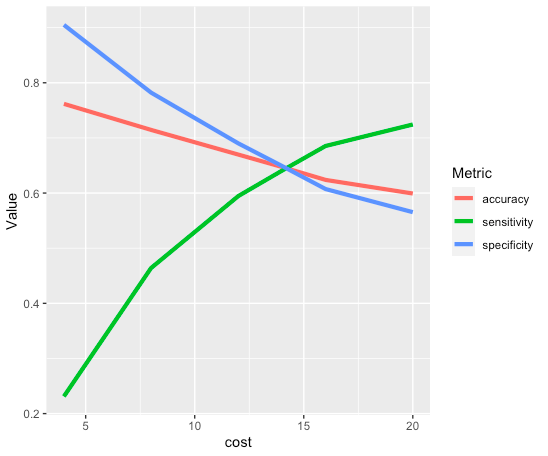 0.8
0.6
0.4
0.2
Value
5 10 15 20
cost
Metric
accuracy
sensitivity
specificity